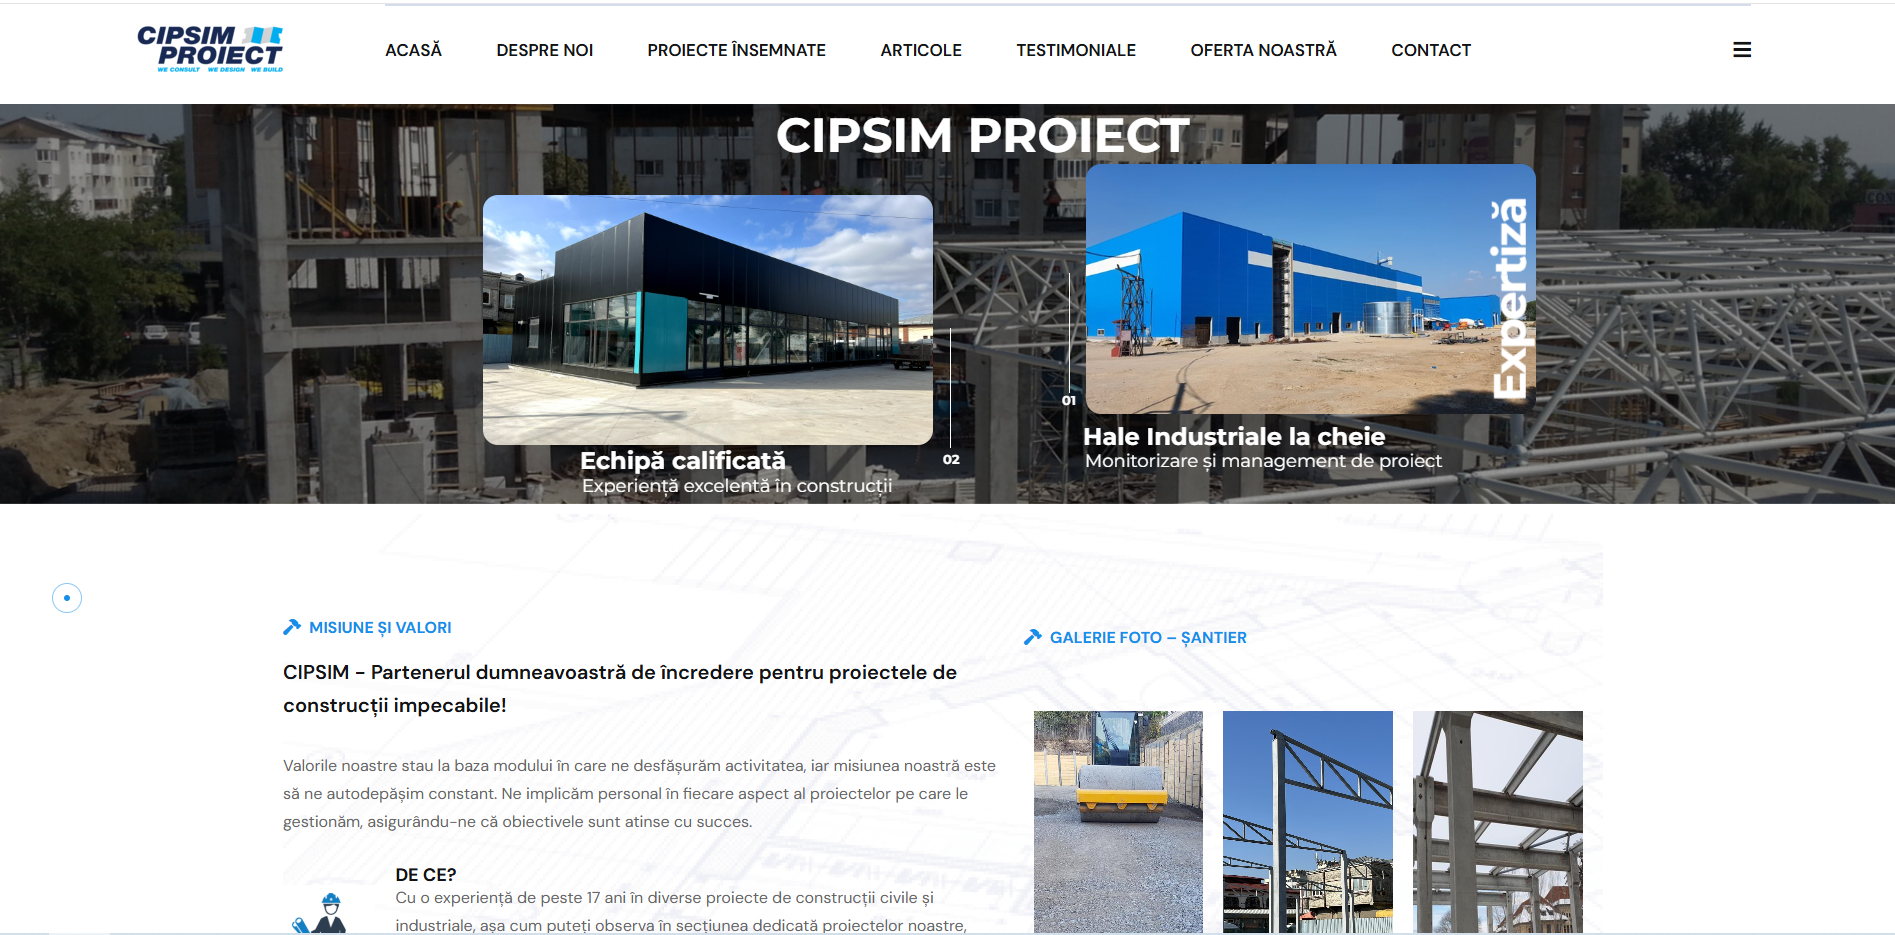 CIPSIM
PROIECT
WE CONSULT WE DESIGN WE BUILD
ACASĂ DESPRE NOI PROIECTE ÎNSEMNATE ARTICOLE TESTIMONIALE OFERTA NOASTRĂ CONTACT
CIPSIM PROIECT
Expertiză
01
Hale Industriale la cheie
Monitorizare și management de proiect
02
Echipă calificată
Experiență excelentă în construcții
MISIUNE ȘI VALORI
CIPSIM - Partenerul dumneavoastră de încredere pentru proiectele de
construcții impecabile!
Valorile noastre stau la baza modului în care ne desfășurăm activitatea, iar misiunea noastră este
să ne autodepășim constant. Ne implicăm personal în fiecare aspect al proiectelor pe care le
gestionăm, asigurându-ne că obiectivele sunt atinse cu succes.
DE CE?
Cu o experiență de peste 17 ani în diverse proiecte de construcții civile și
industriale, așa cum puteți observa în secțiunea dedicată proiectelor noastre,
GALERIE FOTO – ȘANTIER